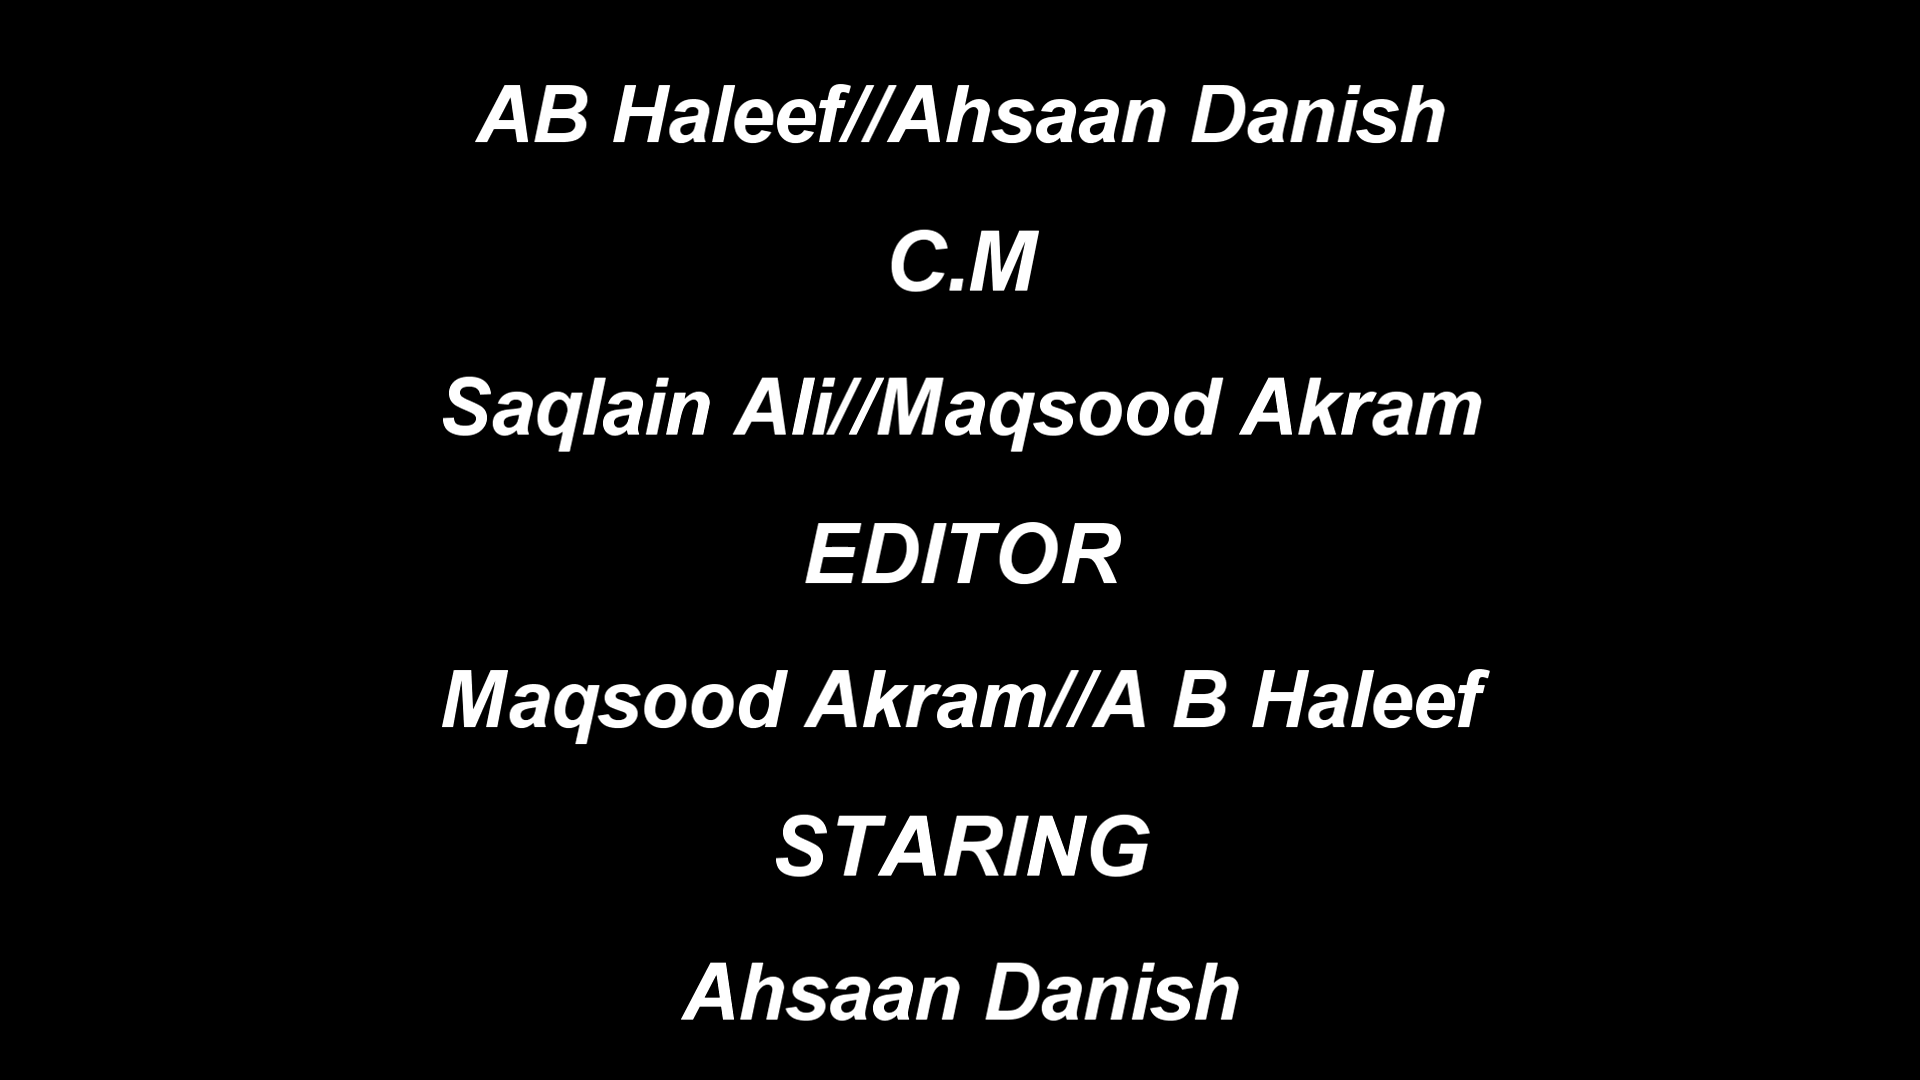 AB Haleef//Ahsaan Danish
C.M
Saqlain Ali//Maqsood Akram
EDITOR
Maqsood Akram//A B Haleef
STARING
Ahsaan Danish